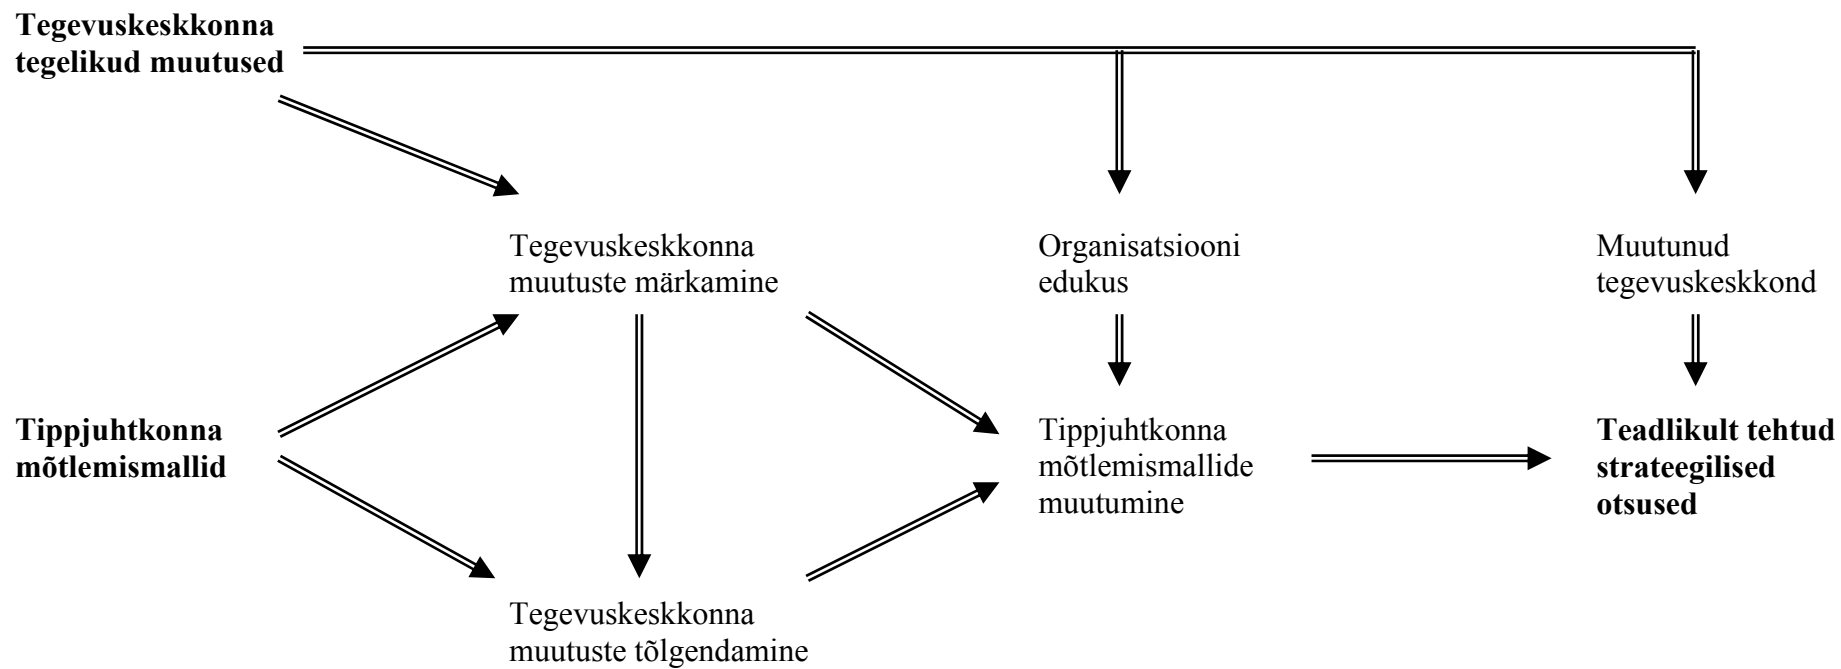 Tegevuskeskkonna
tegelikud muutused
Tegevuskeskkonna
muutuste märkamine
Organisatsiooni
edukus
Muutunud
tegevuskeskkond
Tippjuhtkonna
mõtlemismallid
Tippjuhtkonna
mõtlemismallide
muutumine
Teadlikult tehtud
strateegilised
otsused
Tegevuskeskkonna
muutuste tõlgendamine